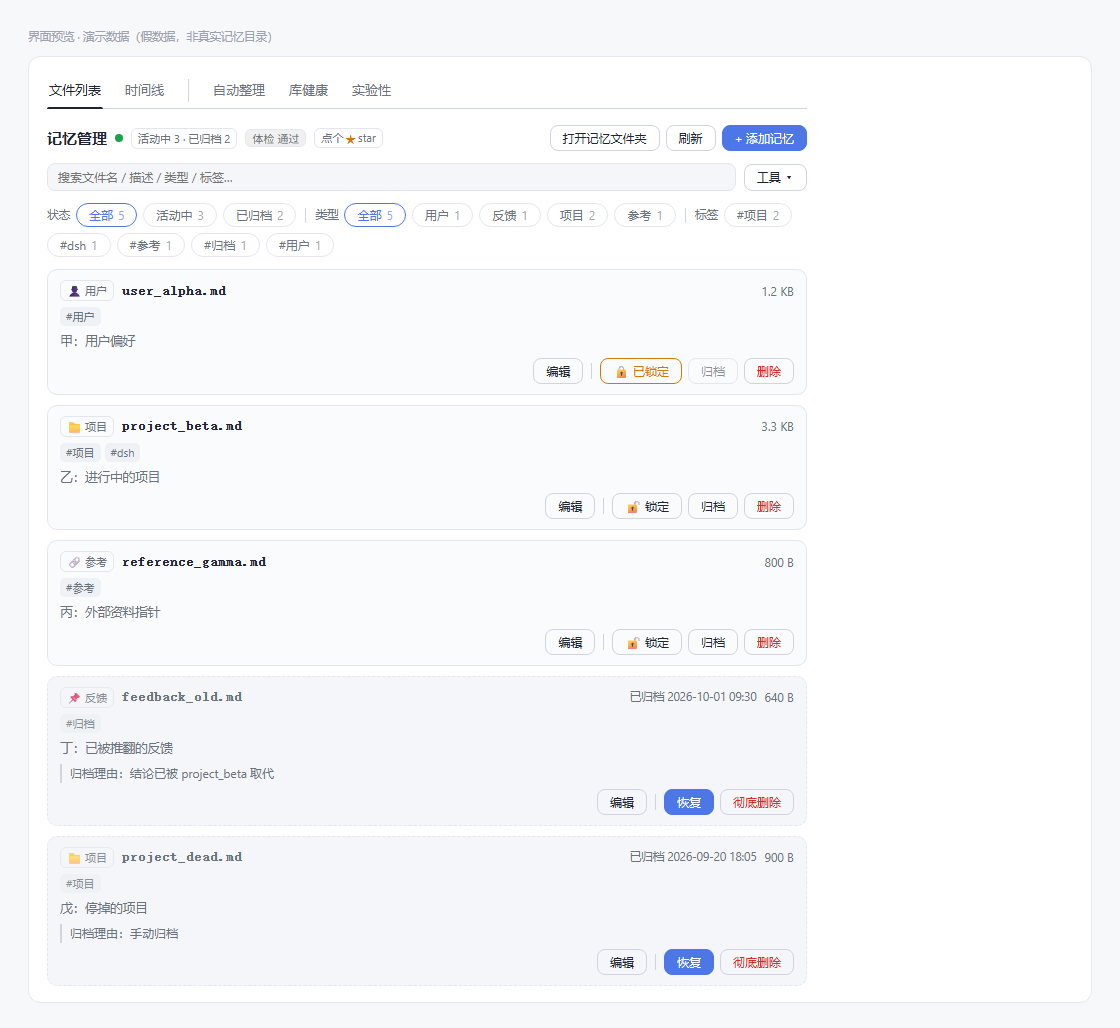 界面预览 · 演示数据（假数据，非真实记忆目录）
文件列表 时间线 自动整理 库健康 实验性
记忆管理 活动中 3 · 已归档 2 体检 通过 点个★star 打开记忆文件夹 刷新 + 添加记忆
搜索文件名 / 描述 / 类型 / 标签... 工具 ▾
状态 全部 5 活动中 3 已归档 2 类型 全部 5 用户 1 反馈 1 项目 2 参考 1 标签 #项目 2
#dsh 1 #参考 1 #归档 1 #用户 1
用户 user_alpha.md 1.2 KB
#用户
甲：用户偏好
编辑 已锁定 归档 删除
项目 project_beta.md 3.3 KB
#项目 #dsh
乙：进行中的项目
编辑 锁定 归档 删除
参考 reference_gamma.md 800 B
#参考
丙：外部资料指针
编辑 锁定 归档 删除
反馈 feedback_old.md 已归档 2026-10-01 09:30 640 B
#归档
丁：已被推翻的反馈
归档理由：结论已被 project_beta 取代
编辑 恢复 彻底删除
项目 project_dead.md 已归档 2026-09-20 18:05 900 B
#项目
戊：停掉的项目
归档理由：手动归档
编辑 恢复 彻底删除